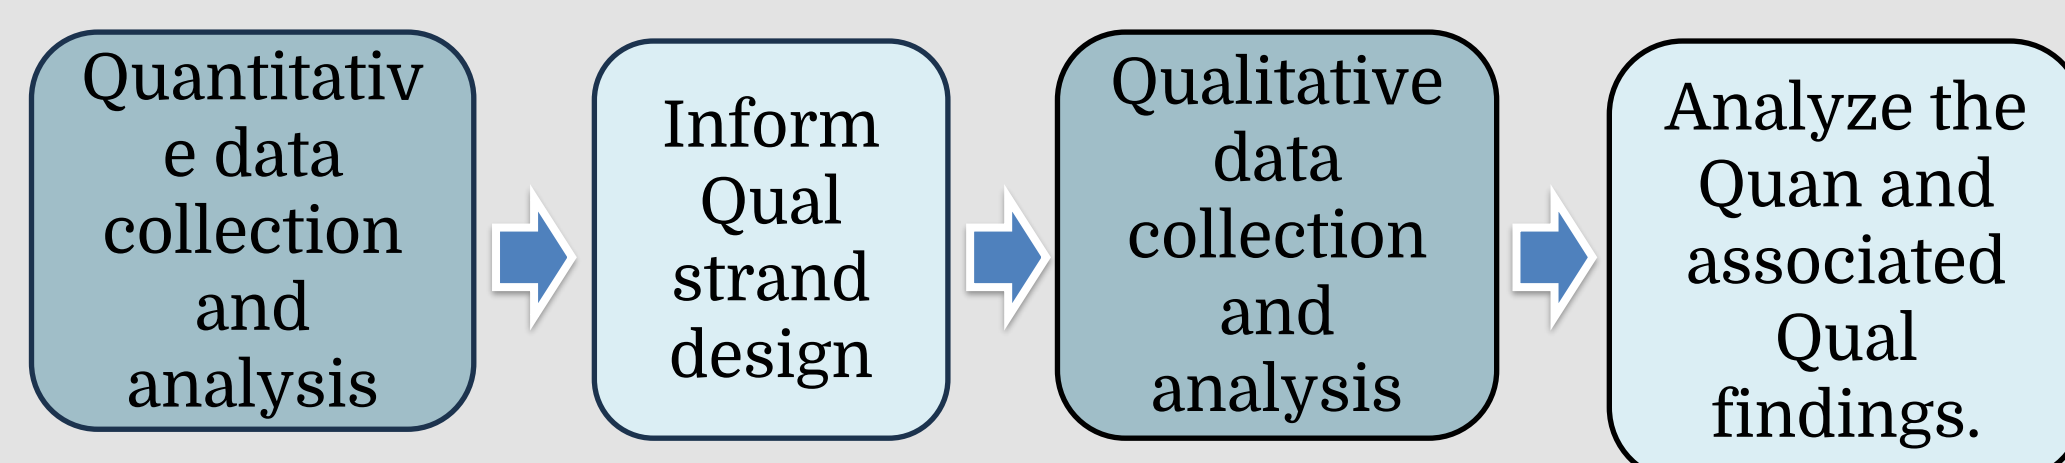 Quantitativ
e data
collection
and
analysis
Inform
Qual
strand
design
Qualitative
data
collection
and
analysis
Analyze the
Quan and
associated
Qual
findings.